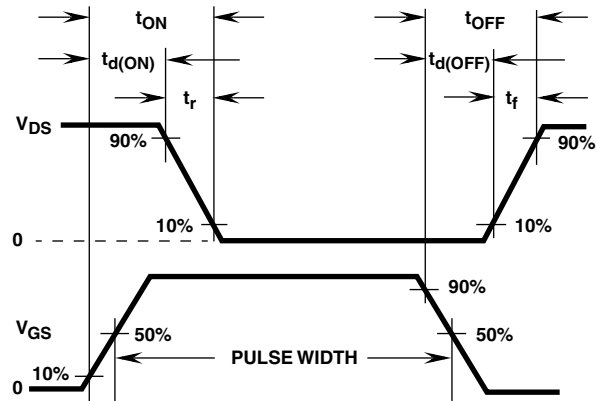 tON tOFF
td(ON) td(OFF)
tr tf
VDS
90% 90%
10% 10%
0
90%
VGS 50% 50%
PULSE WIDTH
10%
0